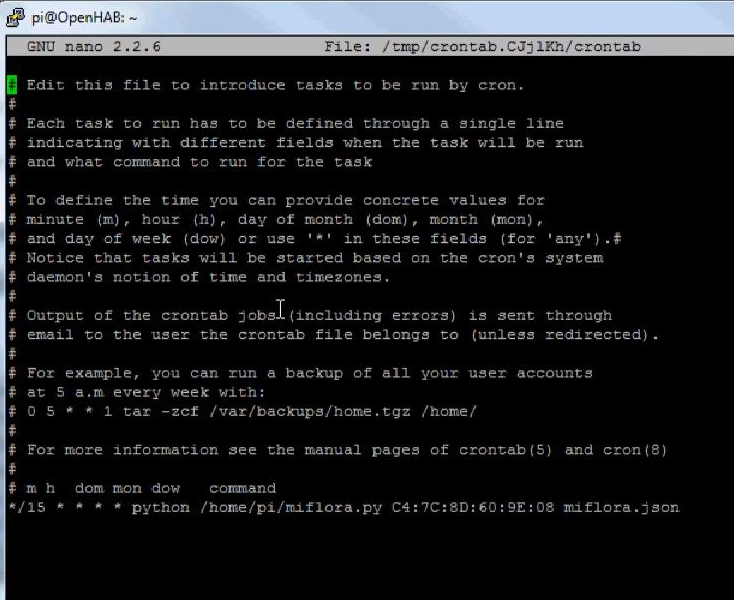 pi@OpenHAB: ~
GNU nano 2.2.6 File: /tmp/crontab.CJjlKh/crontab
# Edit this file to introduce tasks to be run by cron.
#
# Each task to run has to be defined through a single line
# indicating with different fields when the task will be run
# and what command to run for the task
#
# To define the time you can provide concrete values for
# minute (m), hour (h), day of month (dom), month (mon),
# and day of week (dow) or use '*' in these fields (for 'any').#
# Notice that tasks will be started based on the cron's system
# daemon's notion of time and timezones.
#
# Output of the crontab jobs (including errors) is sent through
# email to the user the crontab file belongs to (unless redirected).
#
# For example, you can run a backup of all your user accounts
# at 5 a.m every week with:
# 0 5 * * 1 tar -zcf /var/backups/home.tgz /home/
#
# For more information see the manual pages of crontab(5) and cron(8)
#
# m h  dom mon dow   command
*/15 * * * * python /home/pi/miflora.py C4:7C:8D:60:9E:08 miflora.json